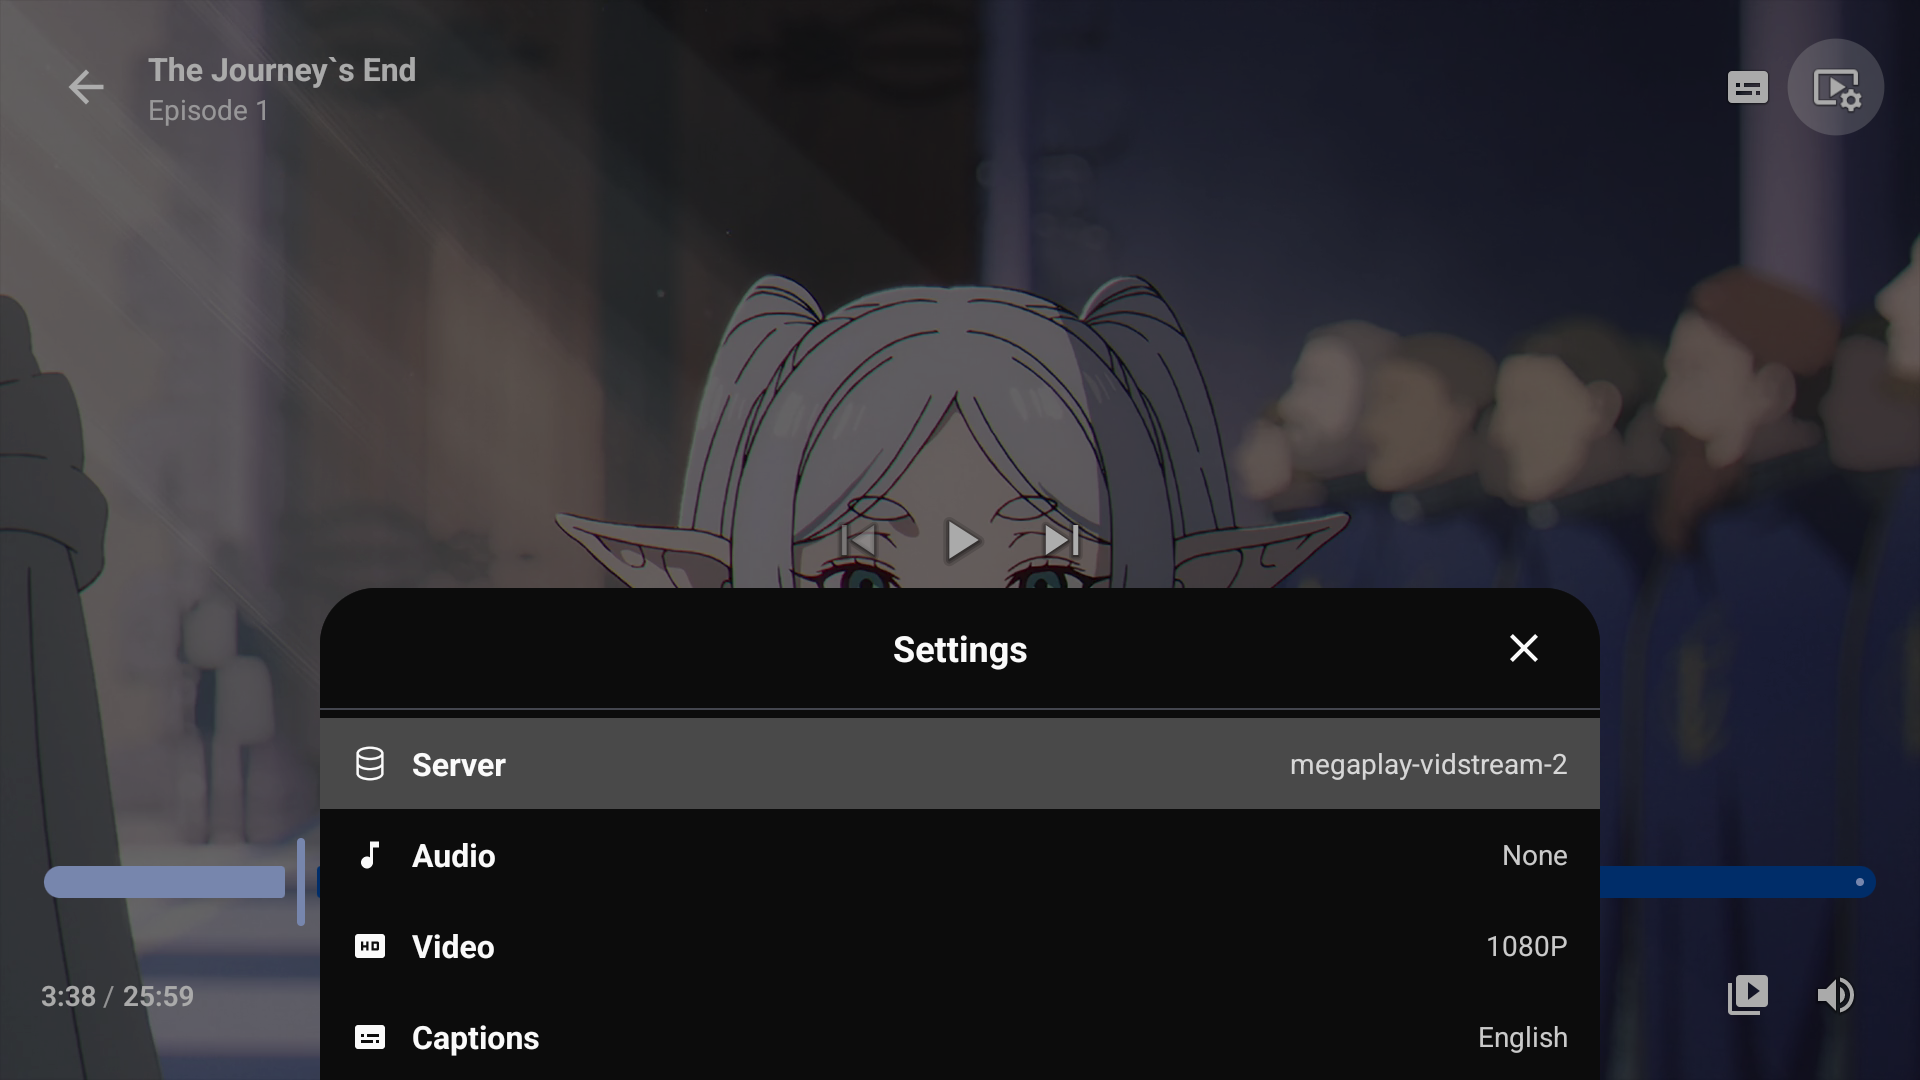 The Journey`s End
Episode 1
Settings
Server megaplay-vidstream-2
Audio None
HD Video 1080P
3:38 / 25:59
Captions English